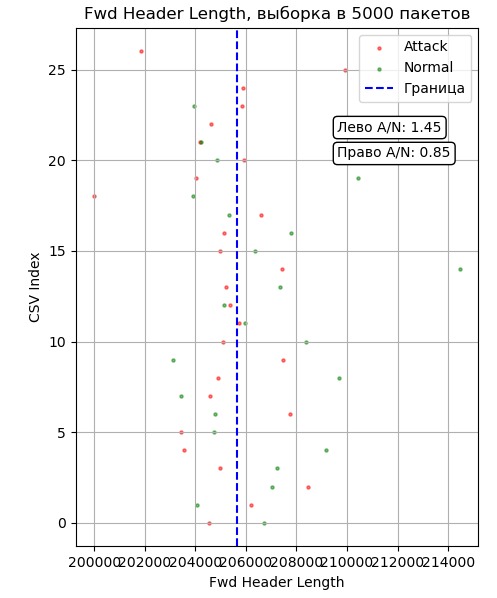 Fwd Header Length, выборка в 5000 пакетов
Attack
Normal
Граница
Лево A/N: 1.45
Право A/N: 0.85
CSV Index
25
20
15
10
5
0
200000 202000 204000 206000 208000 210000 212000 214000
Fwd Header Length